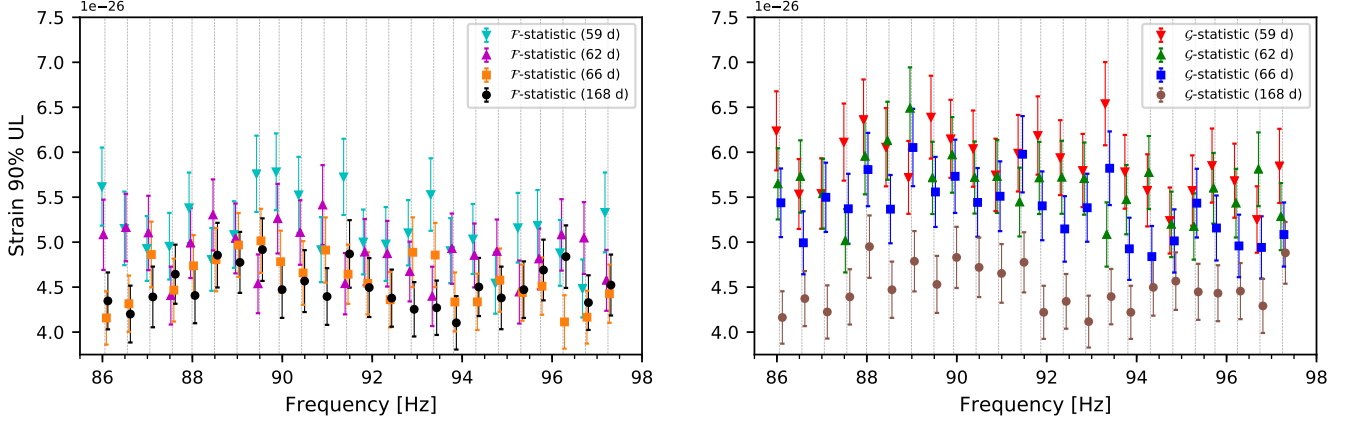 1e−26
7.5
7.0
6.5
6.0
5.5
5.0
4.5
4.0
Strain 90% UL
86 88 90 92 94 96 98
Frequency [Hz]
𝓕-statistic (59 d)
𝓕-statistic (62 d)
𝓕-statistic (66 d)
𝓕-statistic (168 d)
1e−26
7.5
7.0
6.5
6.0
5.5
5.0
4.5
4.0
86 88 90 92 94 96 98
Frequency [Hz]
𝓖-statistic (59 d)
𝓖-statistic (62 d)
𝓖-statistic (66 d)
𝓖-statistic (168 d)